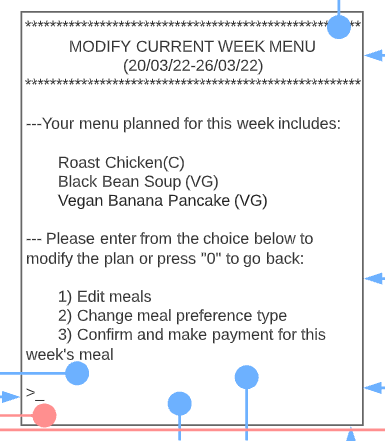 ************************************************************
MODIFY CURRENT WEEK MENU
(20/03/22-26/03/22)
************************************************************
---Your menu planned for this week includes:
Roast Chicken(C)
Black Bean Soup (VG)
Vegan Banana Pancake (VG)
--- Please enter from the choice below to
modify the plan or press "0" to go back:
1) Edit meals
2) Change meal preference type
3) Confirm and make payment for this
week's meal
>_